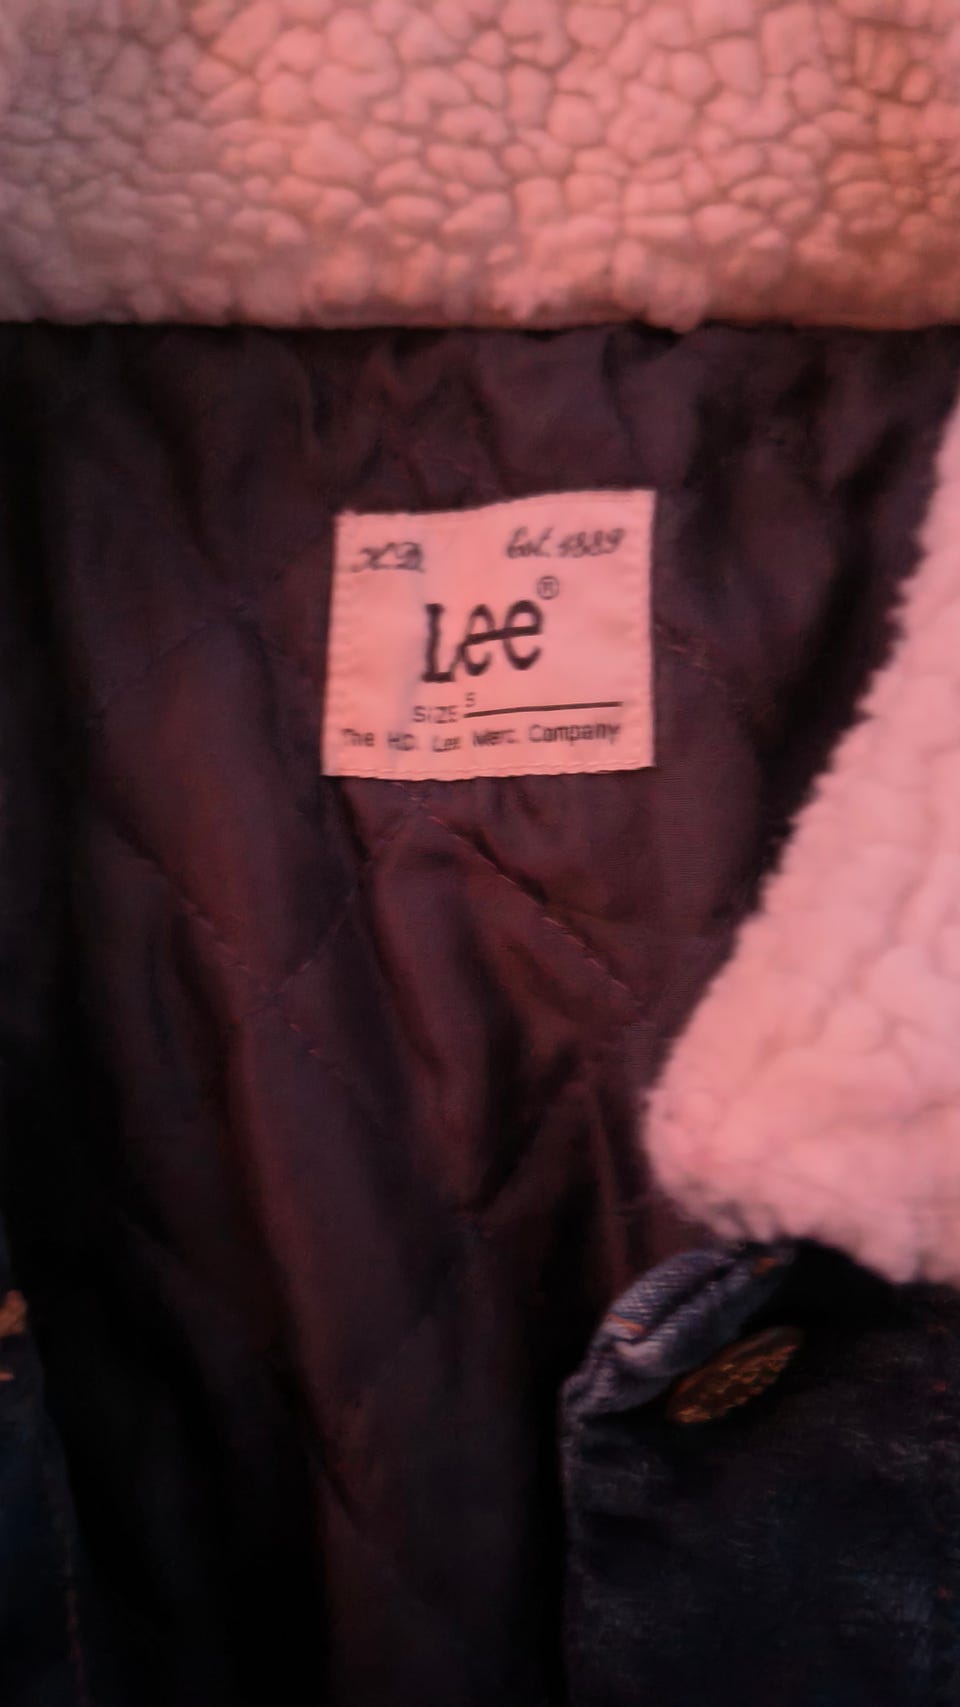 H.D. Est. 1889
Lee®
SIZE S
The H.D. Lee Merc. Company